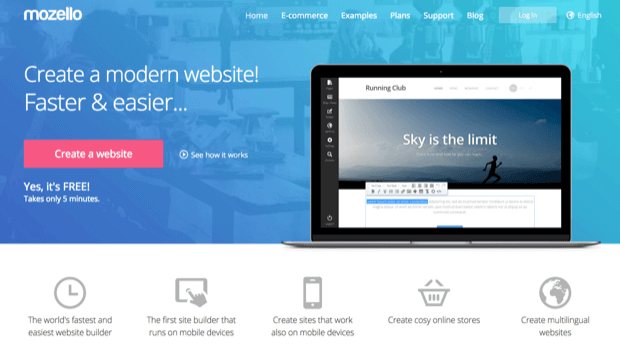 mozello
Home E-commerce Examples Plans Support Blog Log In English
Create a modern website!
Faster & easier...
Create a website
See how it works
Yes, it's FREE!
Takes only 5 minutes.
Running Club
Sky is the limit
The world's fastest and
easiest website builder
The first site builder that
runs on mobile devices
Create sites that work
also on mobile devices
Create cosy online stores
Create multilingual
websites